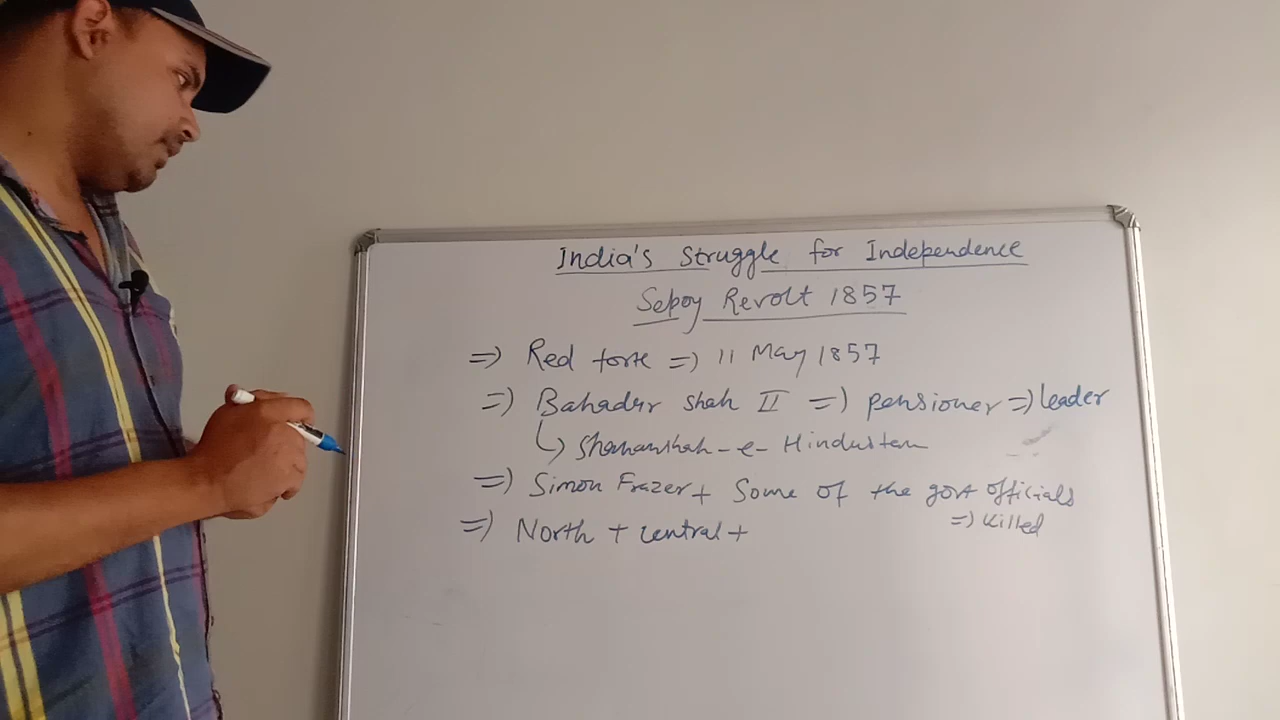 India's Struggle for Independence
Sepoy Revolt 1857
=> Red forte => 11 May 1857
=> Bahadur Shah II => pensioner => leader
↳ Shahanshah-e-Hindustan
=> Simon Frazer + Some of the govt officials
=> killed
=> North + central +